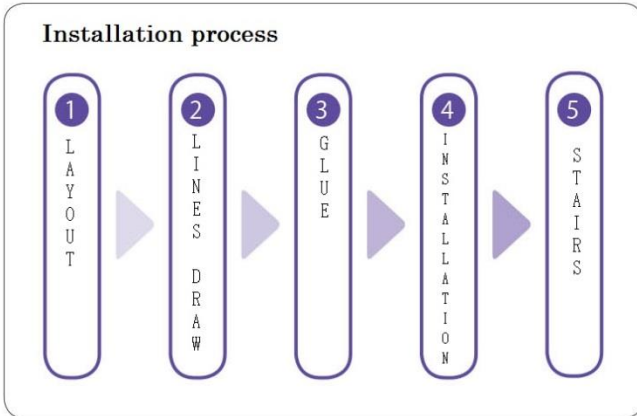 Installation process
1
LAYOUT
2
LINES DRAW
3
GLUE
4
INSTALLATION
5
STAIRS